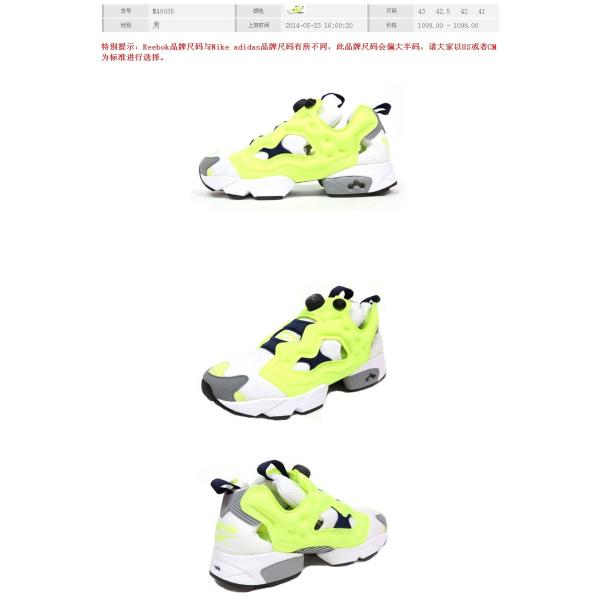 货号 M40935 颜色 尺码 43 42.5 42 41
性别 男 上架时间 2014-05-23 16:00:20 价格 1099.00 - 1099.00
特别提示：Reebok品牌尺码与Nike adidas品牌尺码有所不同，此品牌尺码会偏大半码，请大家以US或者CM
为标准进行选择。